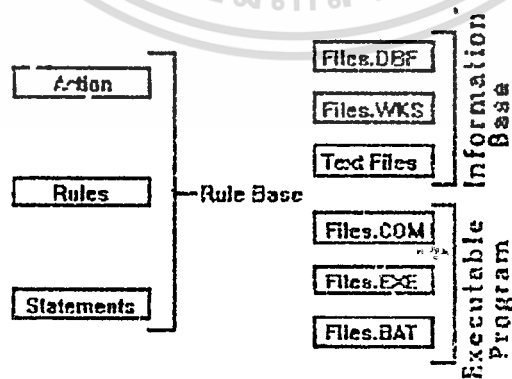 Action
Rules
Statements
Rule Base
Files.DBF
Files.WKS
Text Files
Information
Base
Files.COM
Files.EXE
Files.BAT
Executable
Program